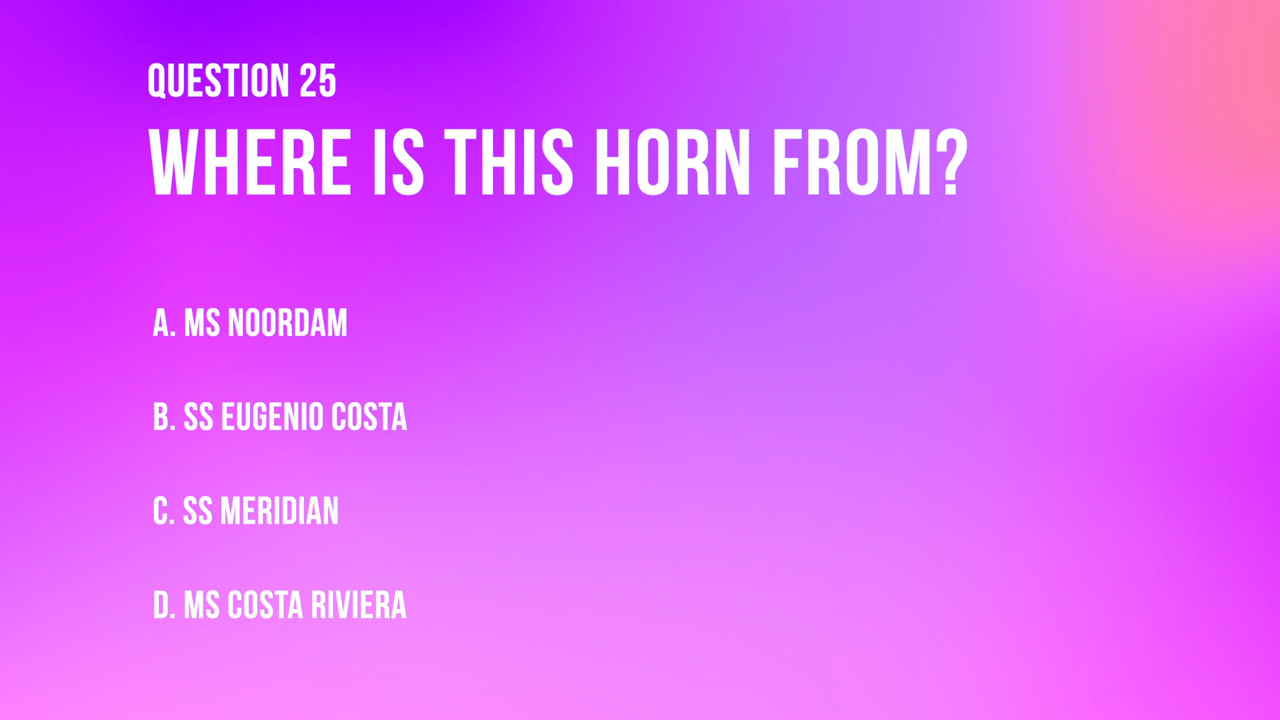 QUESTION 25
WHERE IS THIS HORN FROM?
A. MS NOORDAM
B. SS EUGENIO COSTA
C. SS MERIDIAN
D. MS COSTA RIVIERA